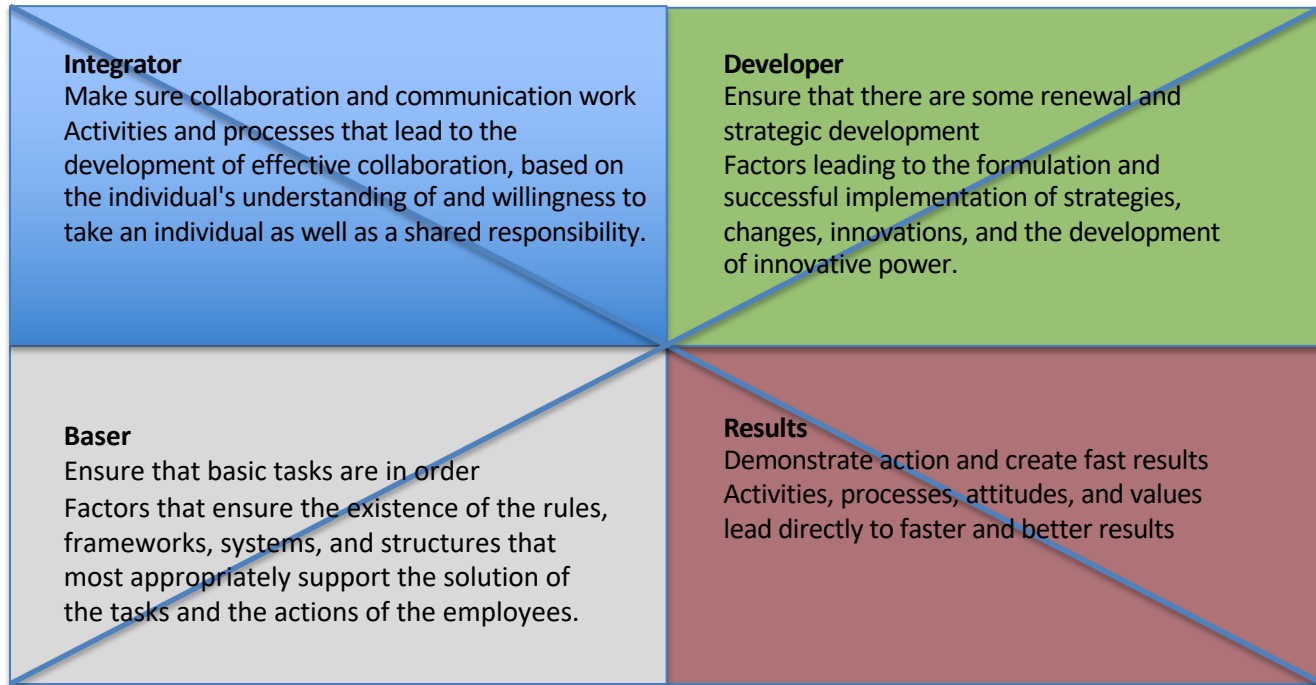 Integrator
Make sure collaboration and communication work
Activities and processes that lead to the
development of effective collaboration, based on
the individual's understanding of and willingness to
take an individual as well as a shared responsibility.
Developer
Ensure that there are some renewal and
strategic development
Factors leading to the formulation and
successful implementation of strategies,
changes, innovations, and the development
of innovative power.
Baser
Ensure that basic tasks are in order
Factors that ensure the existence of the rules,
frameworks, systems, and structures that
most appropriately support the solution of
the tasks and the actions of the employees.
Results
Demonstrate action and create fast results
Activities, processes, attitudes, and values
lead directly to faster and better results